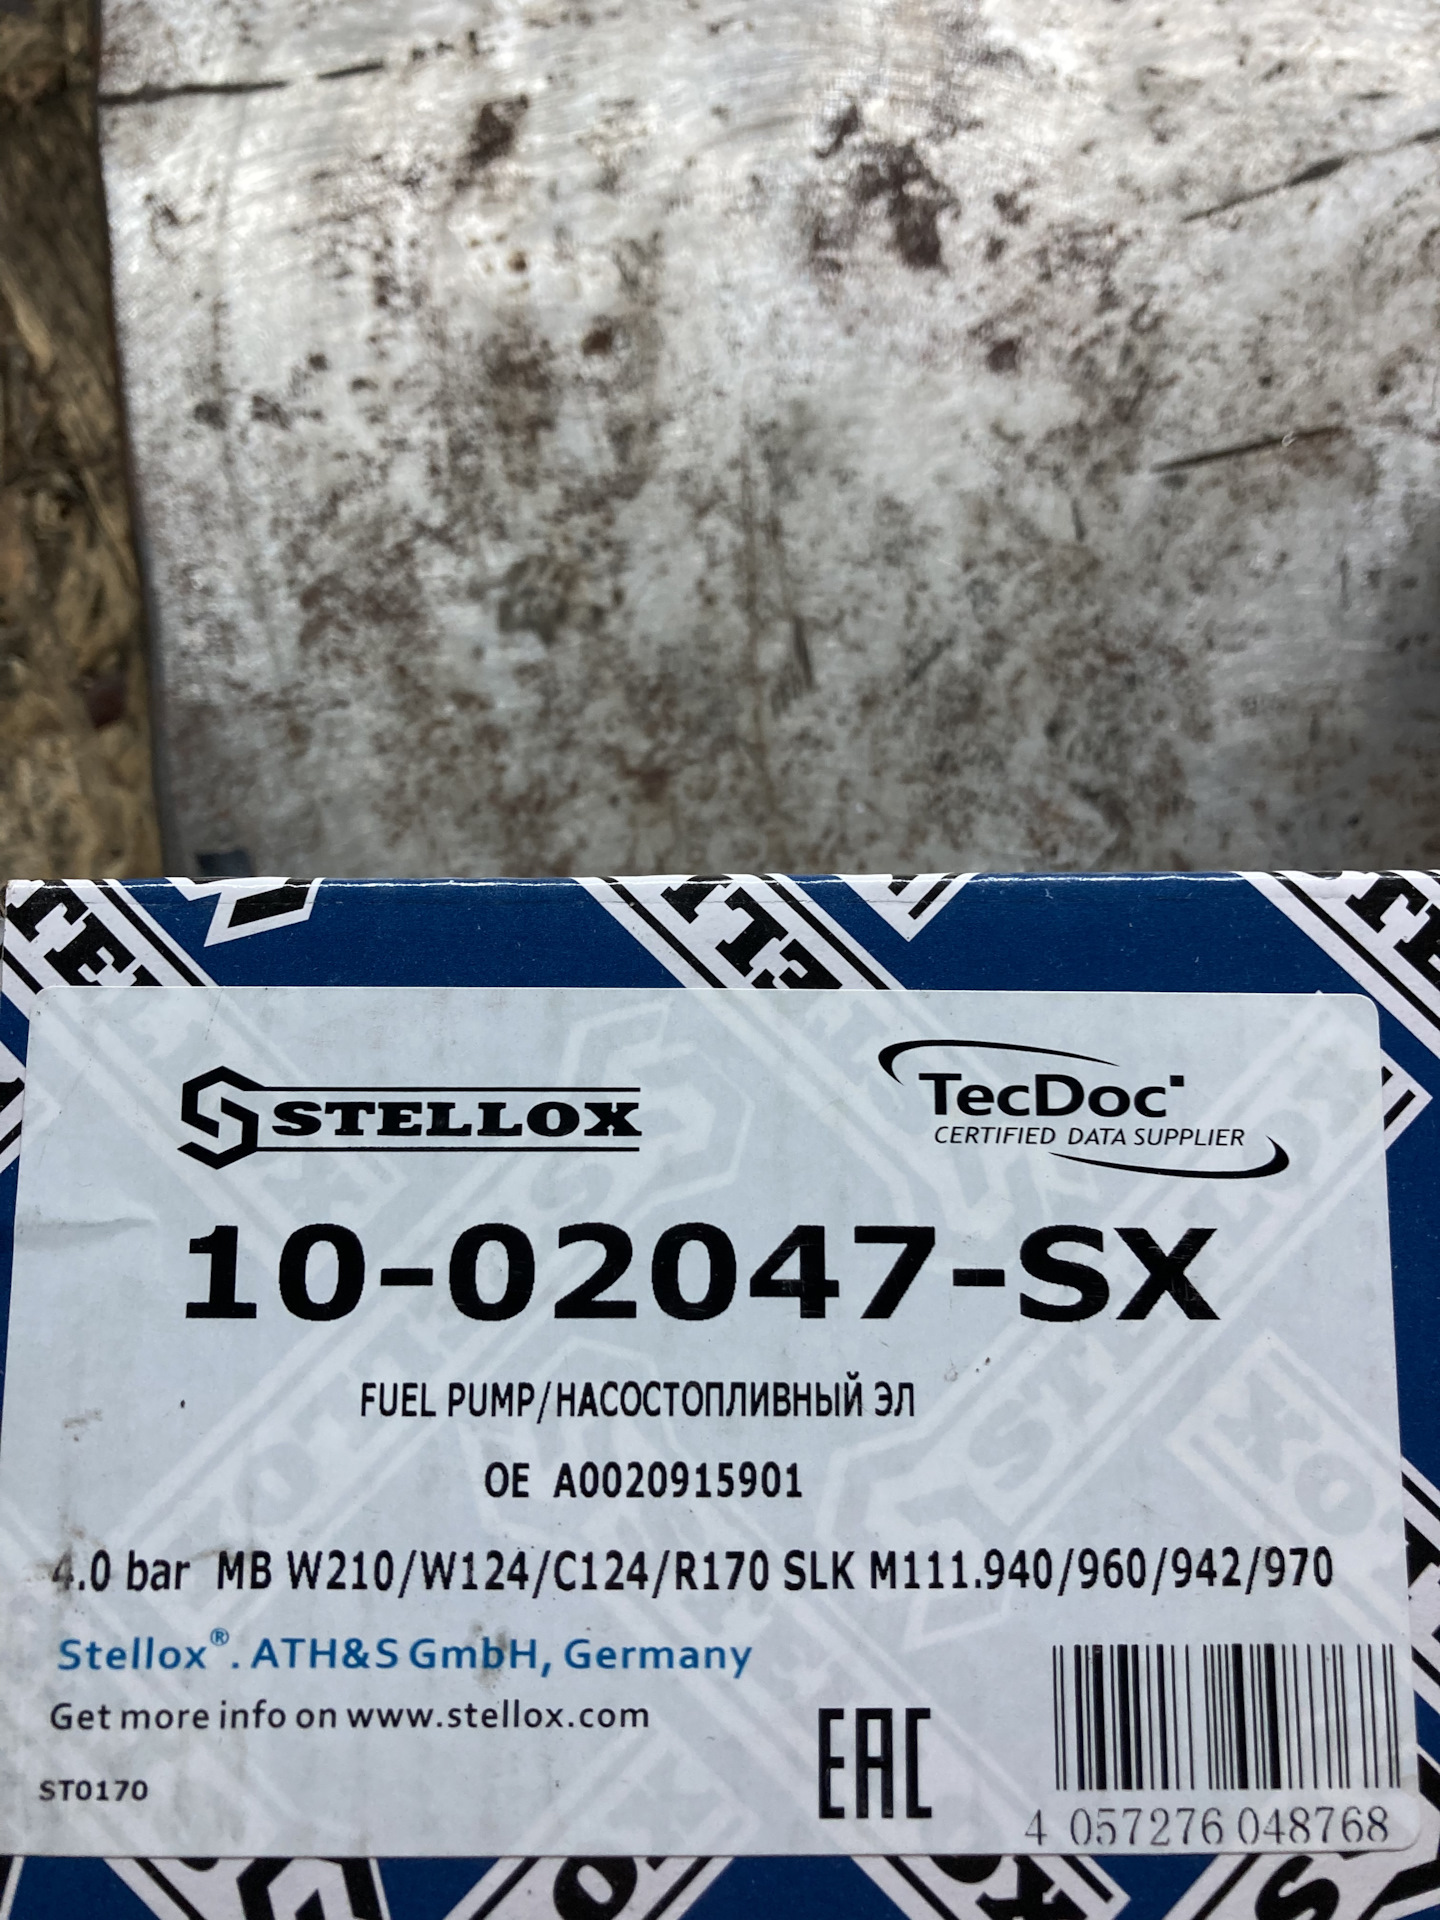 STELLOX
TecDoc
CERTIFIED DATA SUPPLIER
10-02047-SX
FUEL PUMP/НАСОСТОПЛИВНЫЙ ЭЛ
OE A0020915901
4.0 bar MB W210/W124/C124/R170 SLK M111.940/960/942/970
Stellox®. ATH&S GmbH, Germany
Get more info on www.stellox.com
EAC
ST0170
4 057276 048768